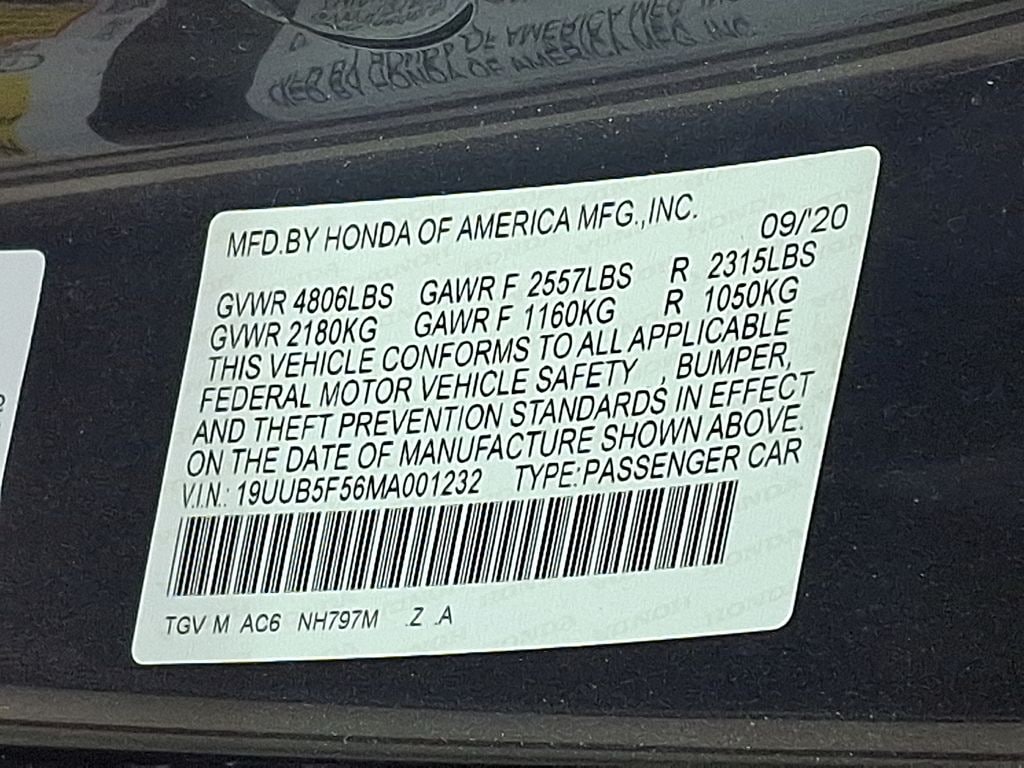 MFD.BY HONDA OF AMERICA MFG.,INC.
09/'20
GVWR 4806LBS GAWR F 2557LBS R 2315LBS
GVWR 2180KG GAWR F 1160KG R 1050KG
THIS VEHICLE CONFORMS TO ALL APPLICABLE
FEDERAL MOTOR VEHICLE SAFETY , BUMPER,
AND THEFT PREVENTION STANDARDS IN EFFECT
ON THE DATE OF MANUFACTURE SHOWN ABOVE.
V.I.N.: 19UUB5F56MA001232 TYPE:PASSENGER CAR
TGV M AC6 NH797M .Z .A